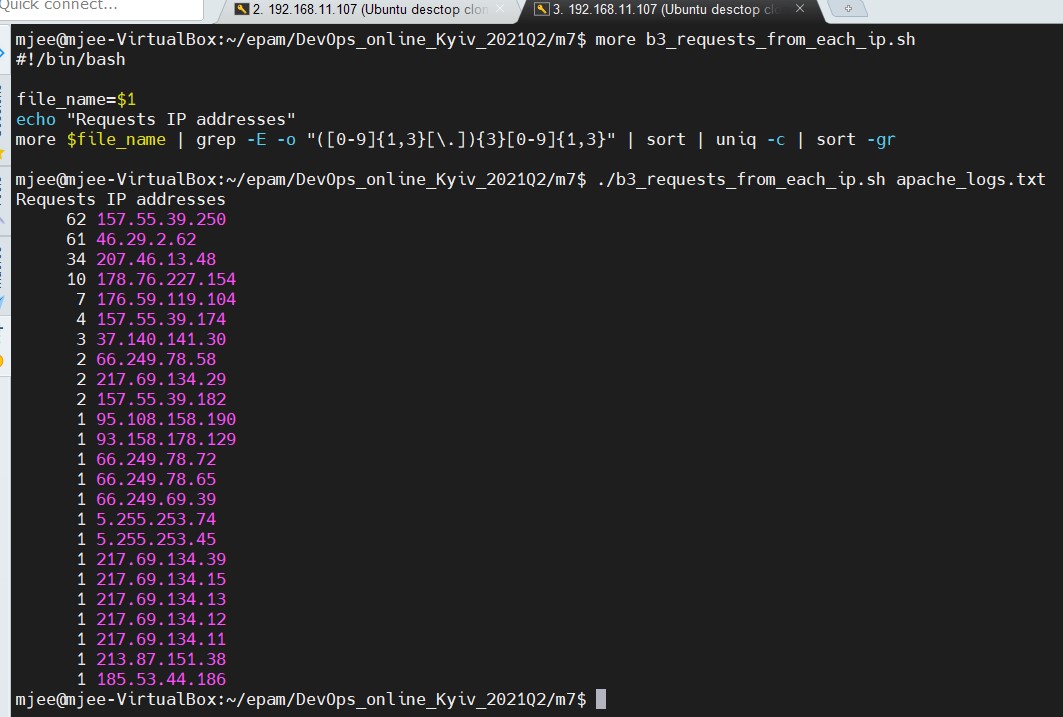 Quick connect...
2. 192.168.11.107 (Ubuntu desctop clon
3. 192.168.11.107 (Ubuntu desctop clo
mjee@mjee-VirtualBox:~/epam/DevOps_online_Kyiv_2021Q2/m7$ more b3_requests_from_each_ip.sh
#!/bin/bash
file_name=$1
echo "Requests IP addresses"
more $file_name | grep -E -o "([0-9]{1,3}[\.]){3}[0-9]{1,3}" | sort | uniq -c | sort -gr
mjee@mjee-VirtualBox:~/epam/DevOps_online_Kyiv_2021Q2/m7$ ./b3_requests_from_each_ip.sh apache_logs.txt
Requests IP addresses
62 157.55.39.250
61 46.29.2.62
34 207.46.13.48
10 178.76.227.154
7 176.59.119.104
4 157.55.39.174
3 37.140.141.30
2 66.249.78.58
2 217.69.134.29
2 157.55.39.182
1 95.108.158.190
1 93.158.178.129
1 66.249.78.72
1 66.249.78.65
1 66.249.69.39
1 5.255.253.74
1 5.255.253.45
1 217.69.134.39
1 217.69.134.15
1 217.69.134.13
1 217.69.134.12
1 217.69.134.11
1 213.87.151.38
1 185.53.44.186
mjee@mjee-VirtualBox:~/epam/DevOps_online_Kyiv_2021Q2/m7$